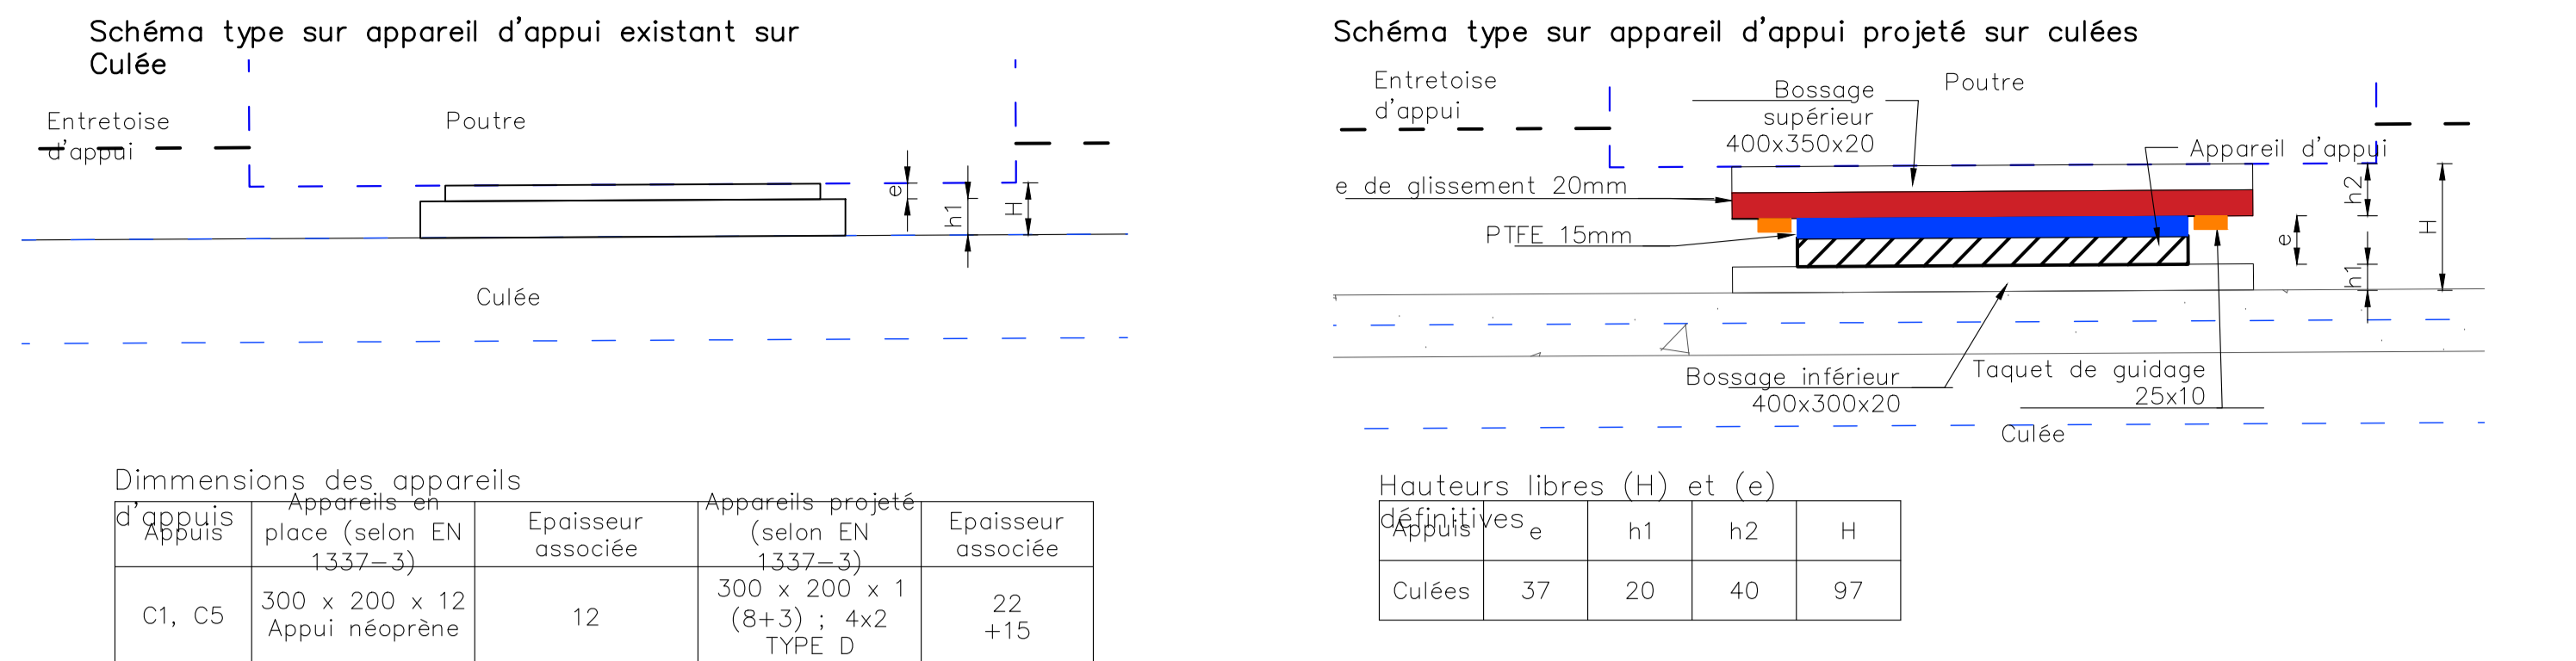 Schéma type sur appareil d'appui existant sur
Culée
Entretoise
d'appui
Poutre
e
h1
H
Culée
Schéma type sur appareil d'appui projeté sur culées
Entretoise
d'appui
Bossage
supérieur
400x350x20
Poutre
Appareil d'appui
e de glissement 20mm
PTFE 15mm
h2
e
h1
H
Bossage inférieur
400x300x20
Taquet de guidage
25x10
Culée
Dimmensions des appareils
d'appuis
Appuis
Appareils en
place (selon EN
1337-3)
Epaisseur
associée
Appareils projeté
(selon EN
1337-3)
Epaisseur
associée
C1, C5
300 x 200 x 12
Appui néoprène
12
300 x 200 x 1
(8+3) ; 4x2
TYPE D
22
+15
Hauteurs libres (H) et (e)
définitives
Appuis
e
h1
h2
H
Culées
37
20
40
97